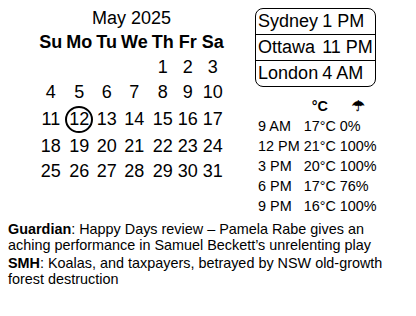 May 2025
Su Mo Tu We Th Fr Sa
1 2 3
4 5 6 7 8 9 10
11 12 13 14 15 16 17
18 19 20 21 22 23 24
25 26 27 28 29 30 31
Sydney 1 PM
Ottawa 11 PM
London 4 AM
°C ☂
9 AM 17°C 0%
12 PM 21°C 100%
3 PM 20°C 100%
6 PM 17°C 76%
9 PM 16°C 100%
Guardian: Happy Days review – Pamela Rabe gives an
aching performance in Samuel Beckett’s unrelenting play
SMH: Koalas, and taxpayers, betrayed by NSW old-growth
forest destruction